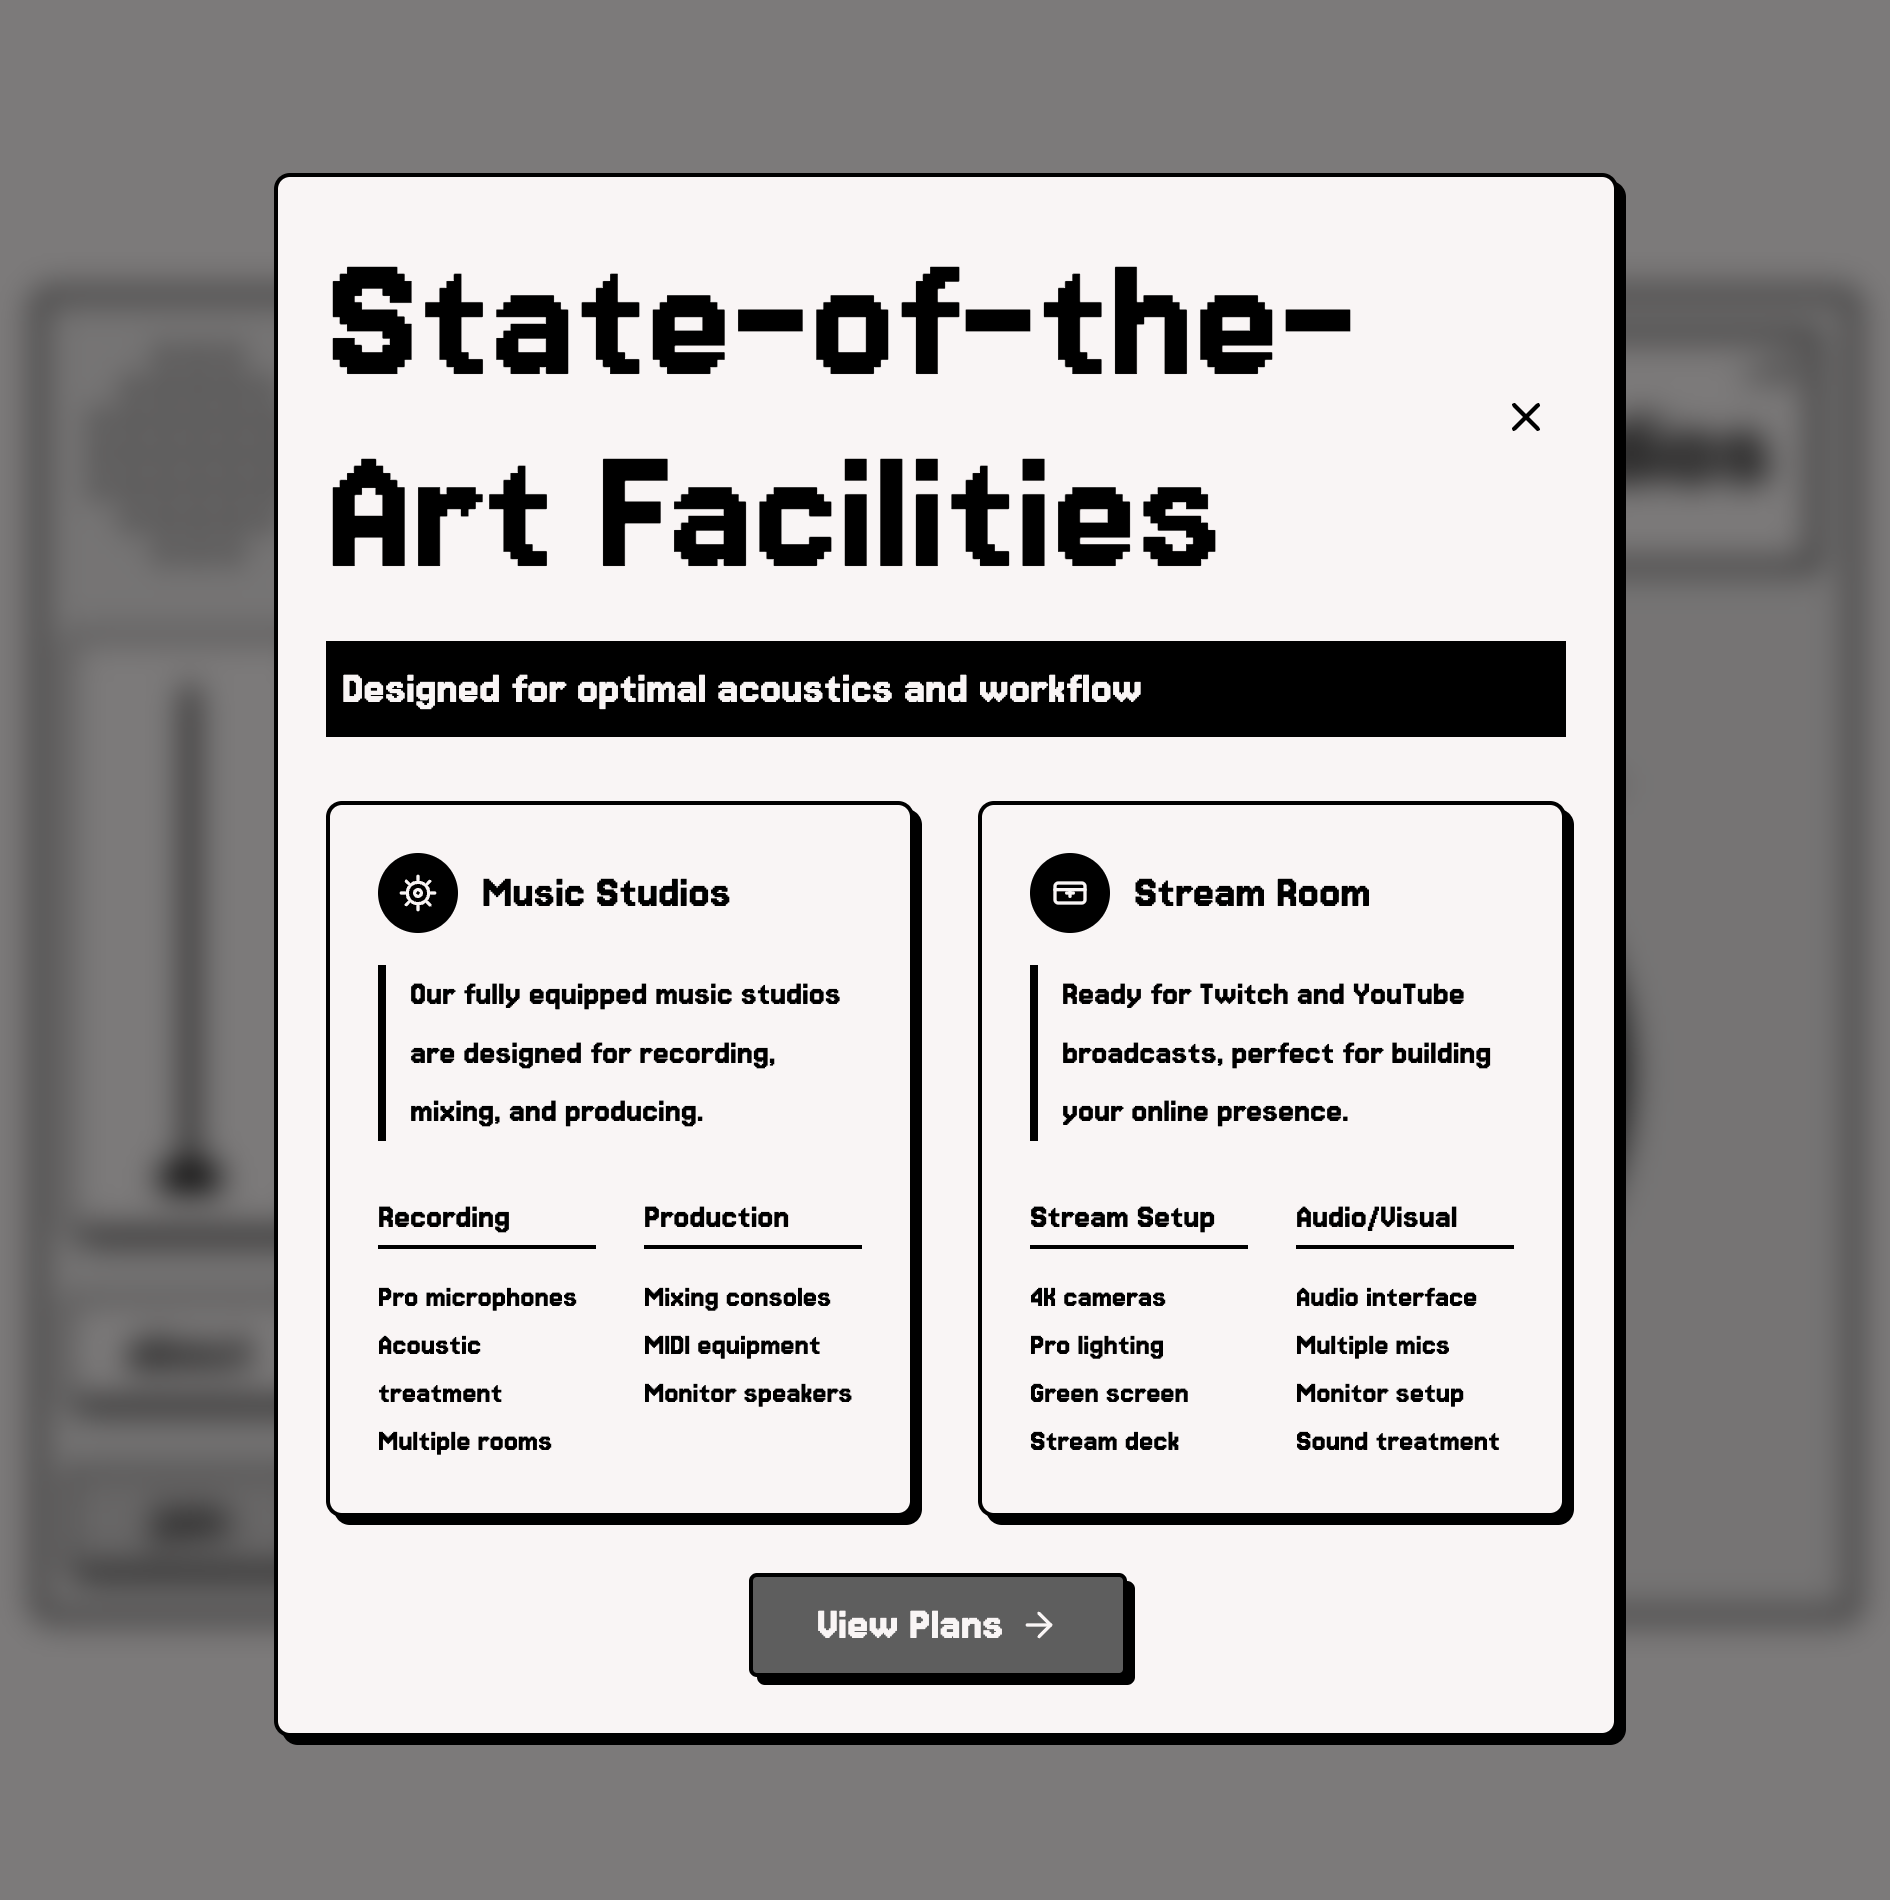 State-of-the-
Art Facilities
Designed for optimal acoustics and workflow
Music Studios
Our fully equipped music studios
are designed for recording,
mixing, and producing.
Recording
Pro microphones
Acoustic
treatment
Multiple rooms
Production
Mixing consoles
MIDI equipment
Monitor speakers
Stream Room
Ready for Twitch and YouTube
broadcasts, perfect for building
your online presence.
Stream Setup
4K cameras
Pro lighting
Green screen
Stream deck
Audio/Visual
Audio interface
Multiple mics
Monitor setup
Sound treatment
View Plans